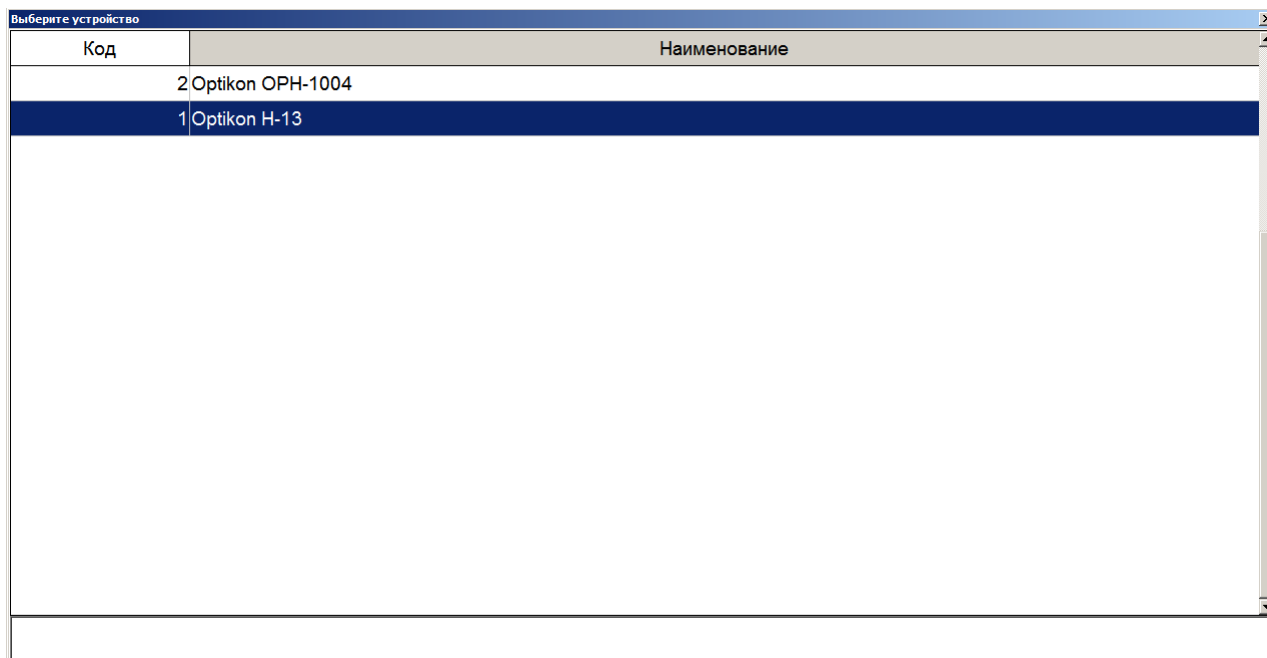 Выберите устройство
Код Наименование
2 Optikon OPH-1004
1 Optikon H-13